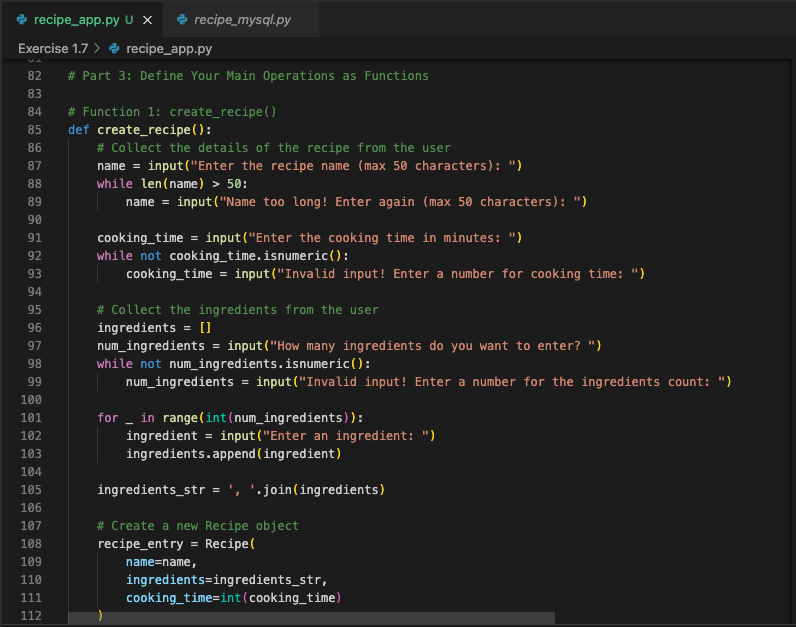 recipe_app.py U
recipe_mysql.py
Exercise 1.7 > recipe_app.py
82 # Part 3: Define Your Main Operations as Functions
83
84 # Function 1: create_recipe()
85 def create_recipe():
86     # Collect the details of the recipe from the user
87     name = input("Enter the recipe name (max 50 characters): ")
88     while len(name) > 50:
89         name = input("Name too long! Enter again (max 50 characters): ")
90
91     cooking_time = input("Enter the cooking time in minutes: ")
92     while not cooking_time.isnumeric():
93         cooking_time = input("Invalid input! Enter a number for cooking time: ")
94
95     # Collect the ingredients from the user
96     ingredients = []
97     num_ingredients = input("How many ingredients do you want to enter? ")
98     while not num_ingredients.isnumeric():
99         num_ingredients = input("Invalid input! Enter a number for the ingredients count: ")
100
101     for _ in range(int(num_ingredients)):
102         ingredient = input("Enter an ingredient: ")
103         ingredients.append(ingredient)
104
105     ingredients_str = ', '.join(ingredients)
106
107     # Create a new Recipe object
108     recipe_entry = Recipe(
109         name=name,
110         ingredients=ingredients_str,
111         cooking_time=int(cooking_time)
112     )